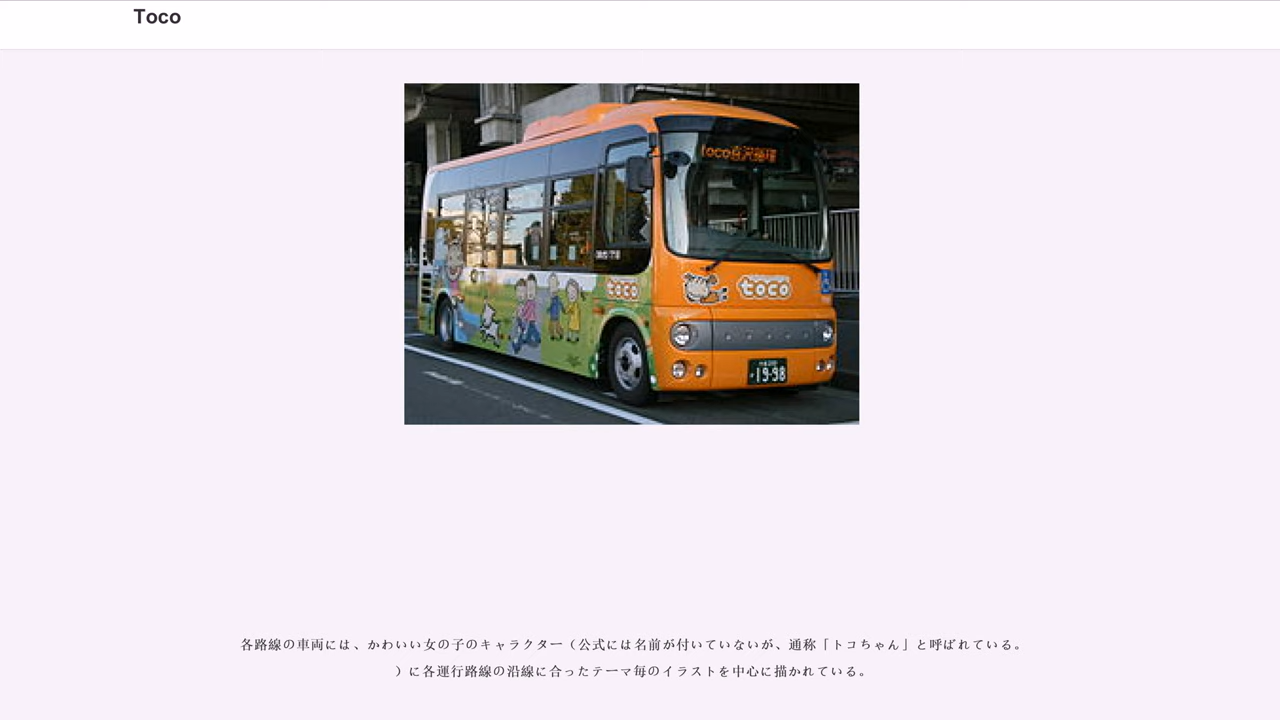 Toco
toco
toco
19-98
各路線の車両には、かわいい女の子のキャラクター（公式には名前が付いていないが、通称「トコちゃん」と呼ばれている。
）に各運行路線の沿線に合ったテーマ毎のイラストを中心に描かれている。